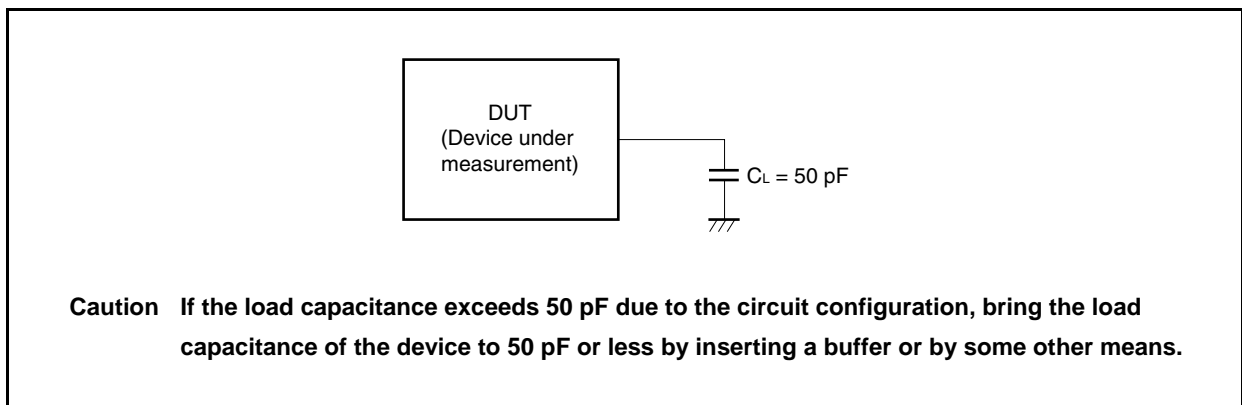 DUT
(Device under
measurement)
CL = 50 pF
Caution If the load capacitance exceeds 50 pF due to the circuit configuration, bring the load
capacitance of the device to 50 pF or less by inserting a buffer or by some other means.